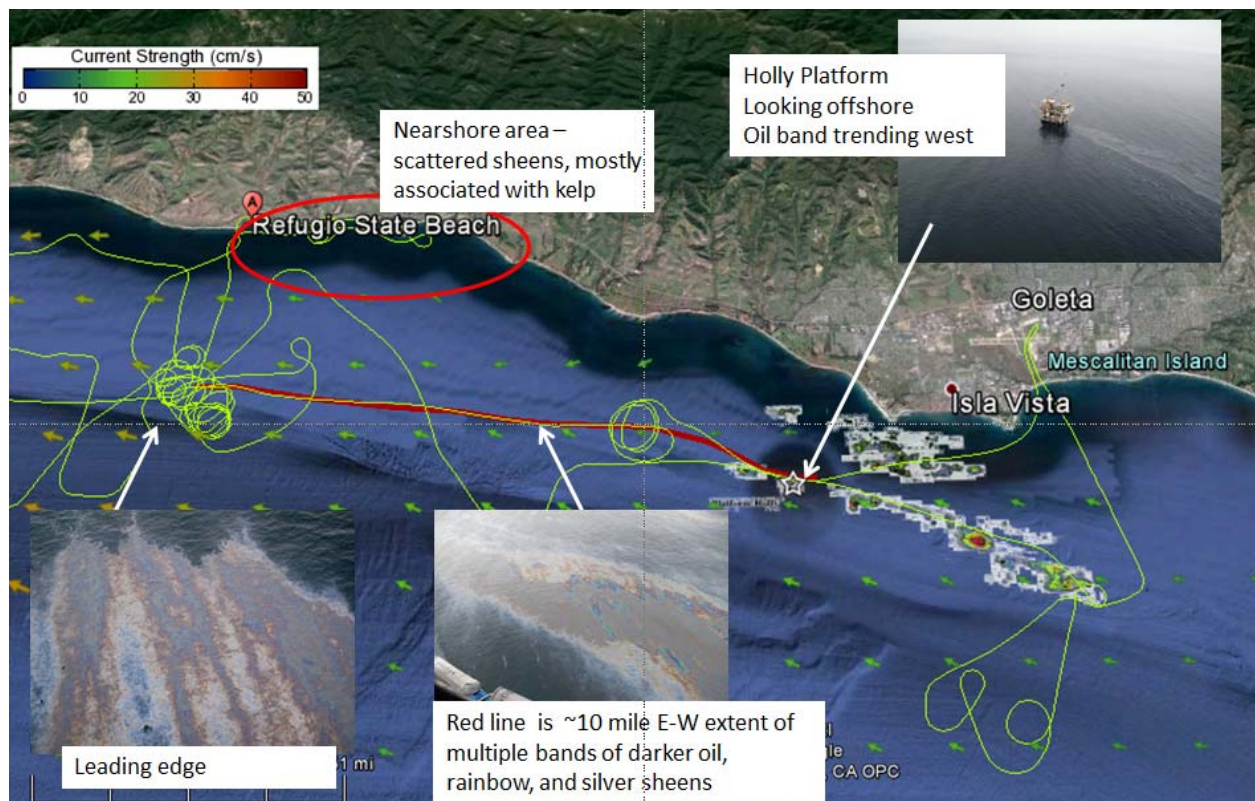 Current Strength (cm/s)
0 10 20 30 40 50
Nearshore area –
scattered sheens, mostly
associated with kelp
Holly Platform
Looking offshore
Oil band trending west
A
Refugio State Beach
Goleta
Mescalitan Island
Isla Vista
Leading edge
Red line is ~10 mile E-W extent of
multiple bands of darker oil,
rainbow, and silver sheens
mi
CA OPC